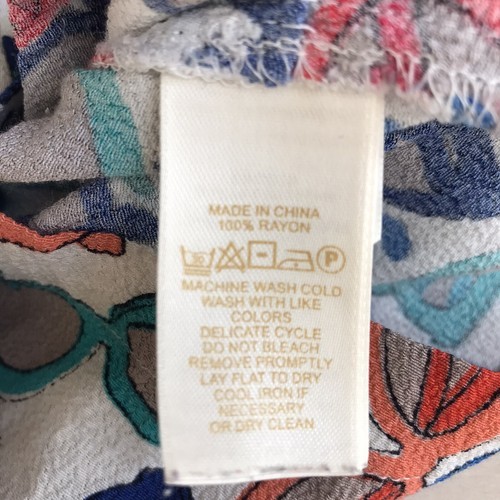 MADE IN CHINA
100% RAYON
30 P
MACHINE WASH COLD
WASH WITH LIKE
COLORS
DELICATE CYCLE
DO NOT BLEACH
REMOVE PROMPTLY
LAY FLAT TO DRY
COOL IRON IF
NECESSARY
OR DRY CLEAN